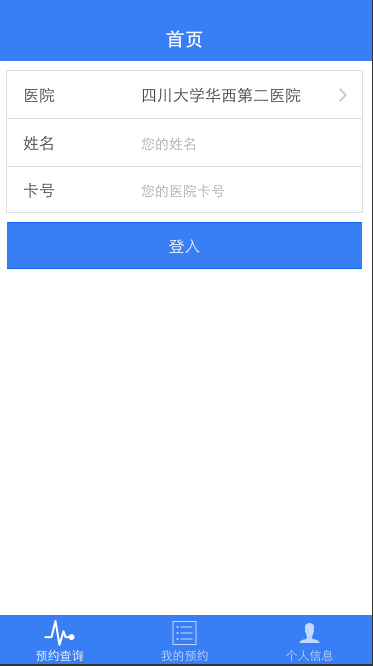 首页
医院 四川大学华西第二医院
姓名 您的姓名
卡号 您的医院卡号
登入
预约查询 我的预约 个人信息